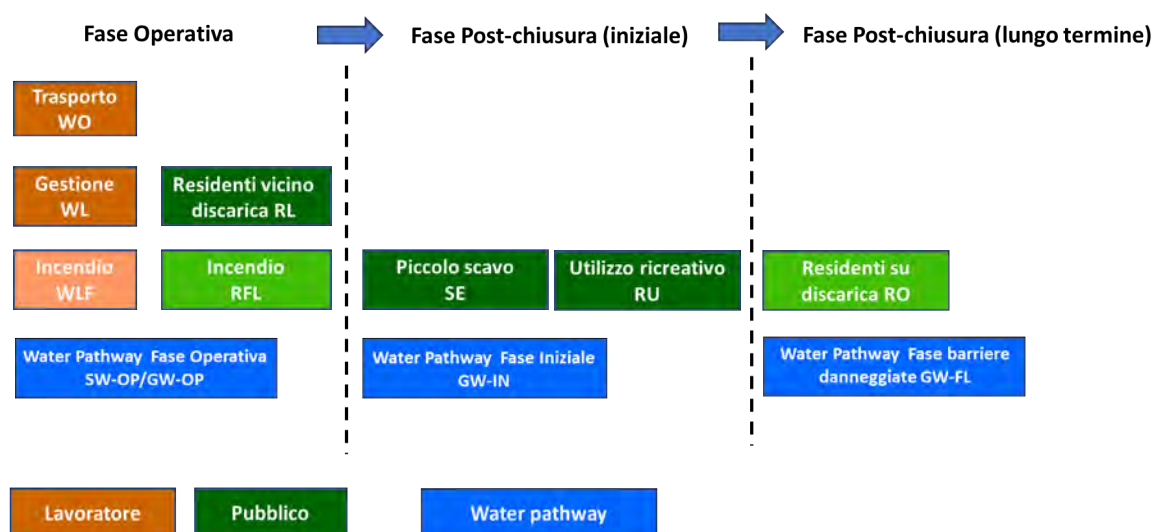 Fase Operativa
Fase Post-chiusura (iniziale)
Fase Post-chiusura (lungo termine)
Trasporto
WO
Gestione
WL
Residenti vicino
discarica RL
Incendio
WLF
Incendio
RFL
Piccolo scavo
SE
Utilizzo ricreativo
RU
Residenti su
discarica RO
Water Pathway Fase Operativa
SW-OP/GW-OP
Water Pathway Fase Iniziale
GW-IN
Water Pathway Fase barriere
danneggiate GW-FL
Lavoratore
Pubblico
Water pathway